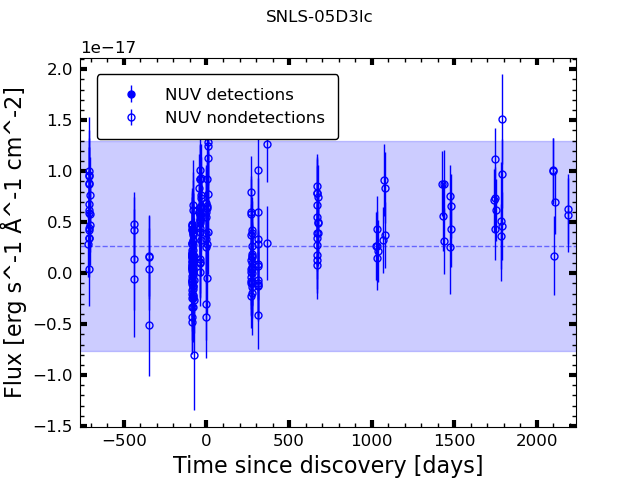 SNLS-05D3lc
1e−17
NUV detections
NUV nondetections
2.0
1.5
1.0
0.5
0.0
−0.5
−1.0
−1.5
Flux [erg s^-1 Å^-1 cm^-2]
−500 0 500 1000 1500 2000
Time since discovery [days]